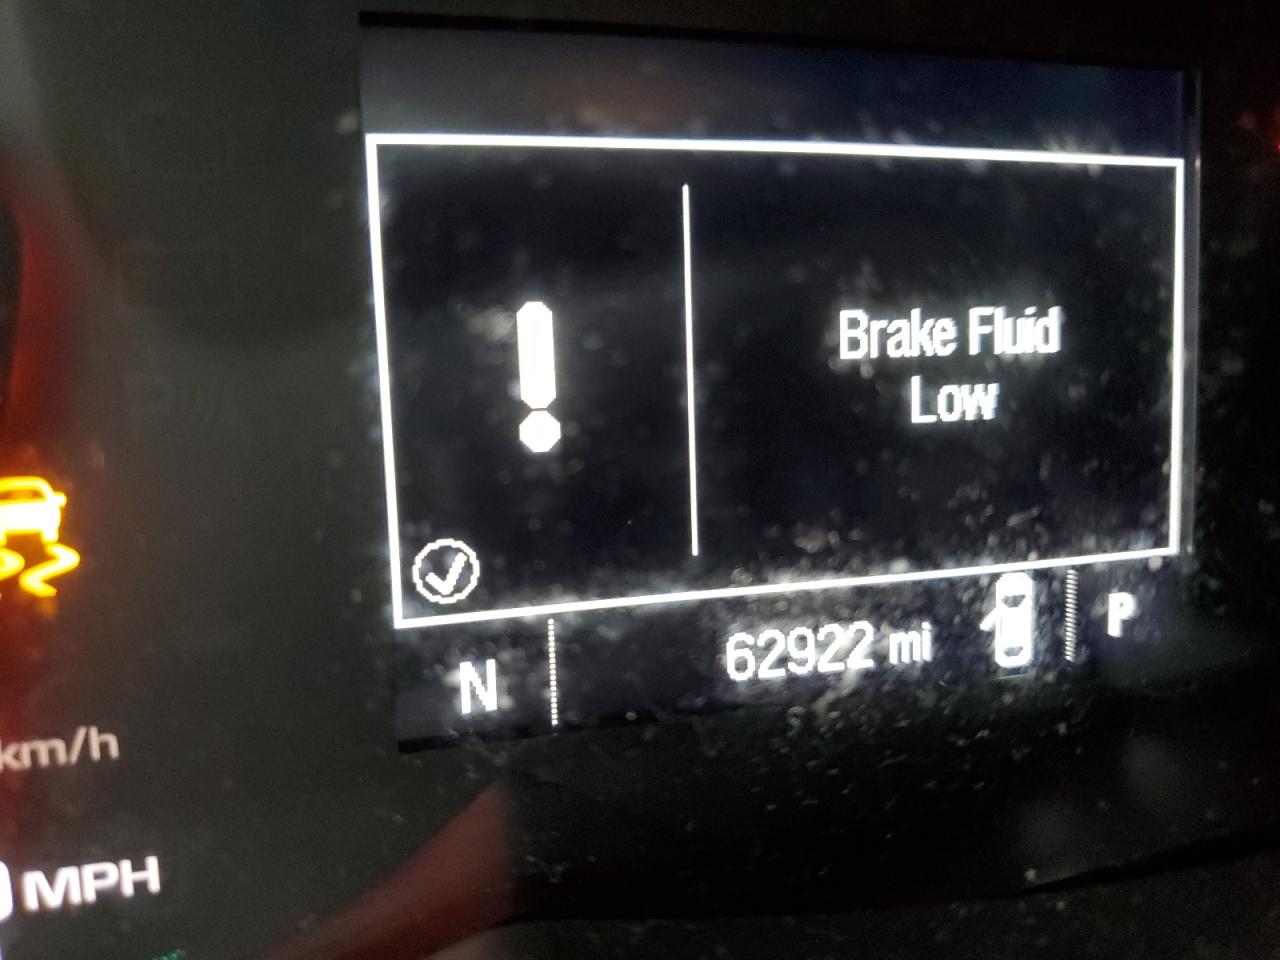 Brake Fluid
Low
N
62922 mi
P
km/h
MPH